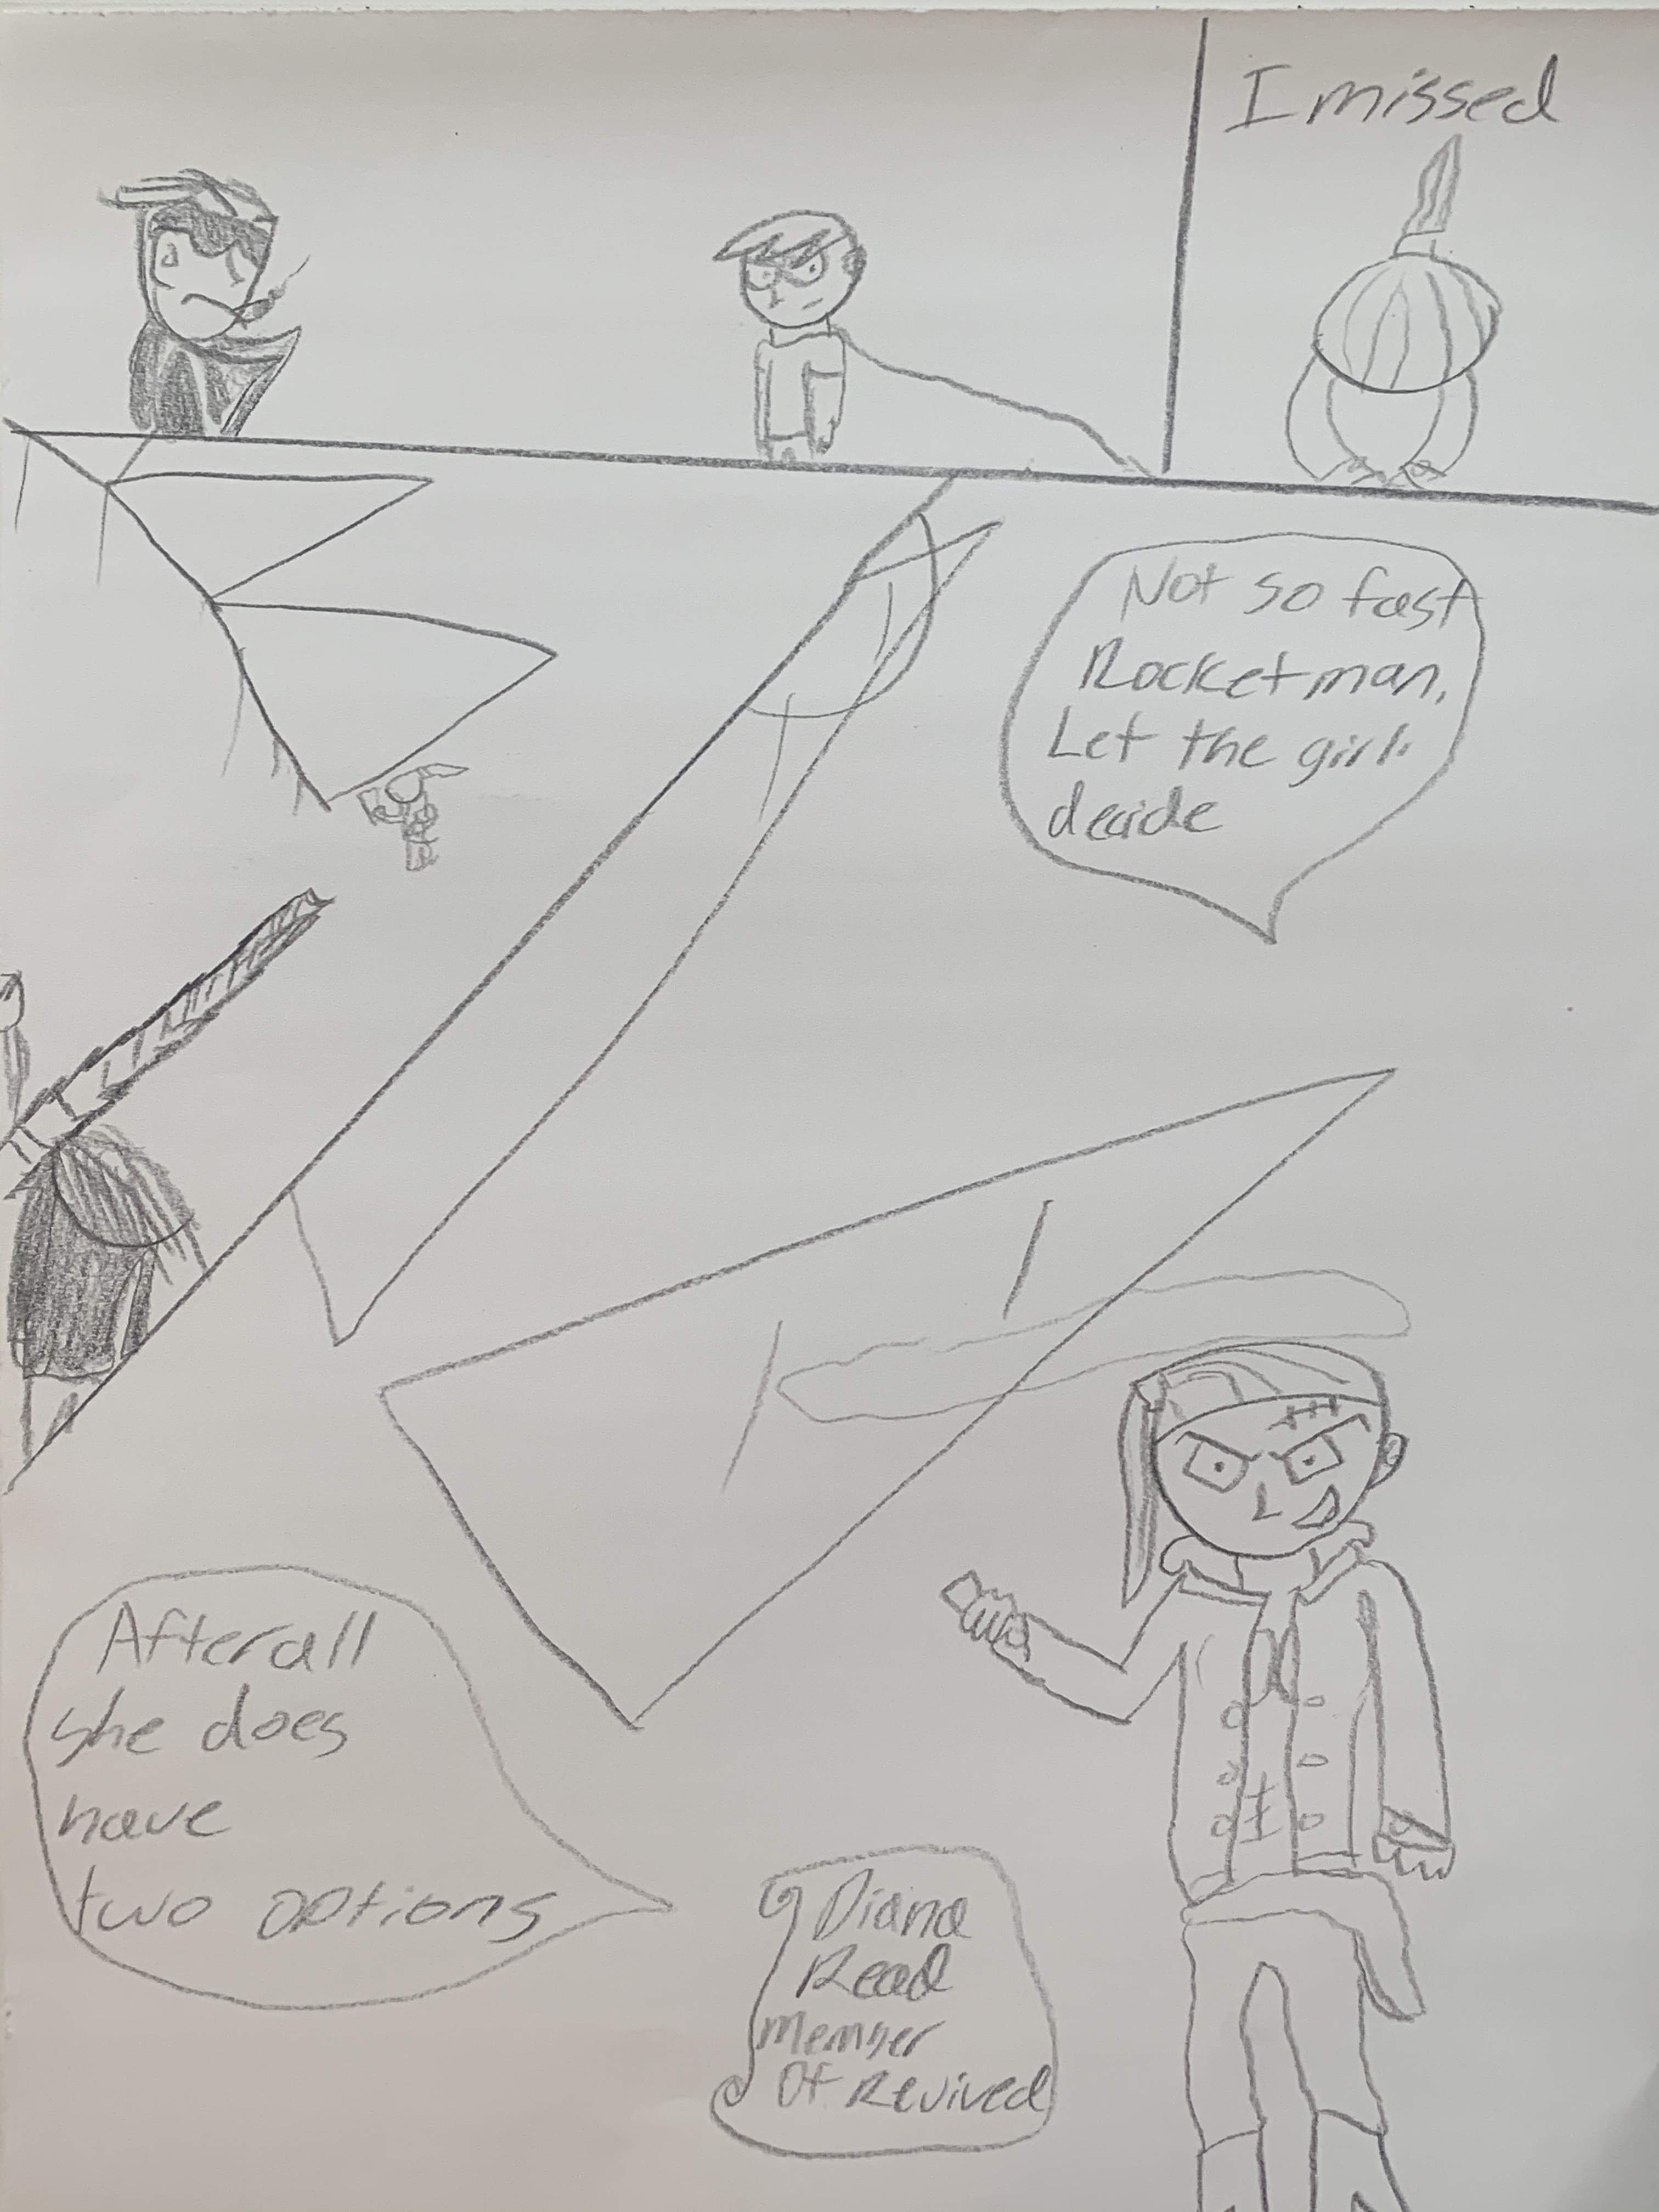 I missed
Not so fast
Rocketman,
Let the girl
decide
Afterall
she does
have
two options
Diana
Read
Member
Of Revived